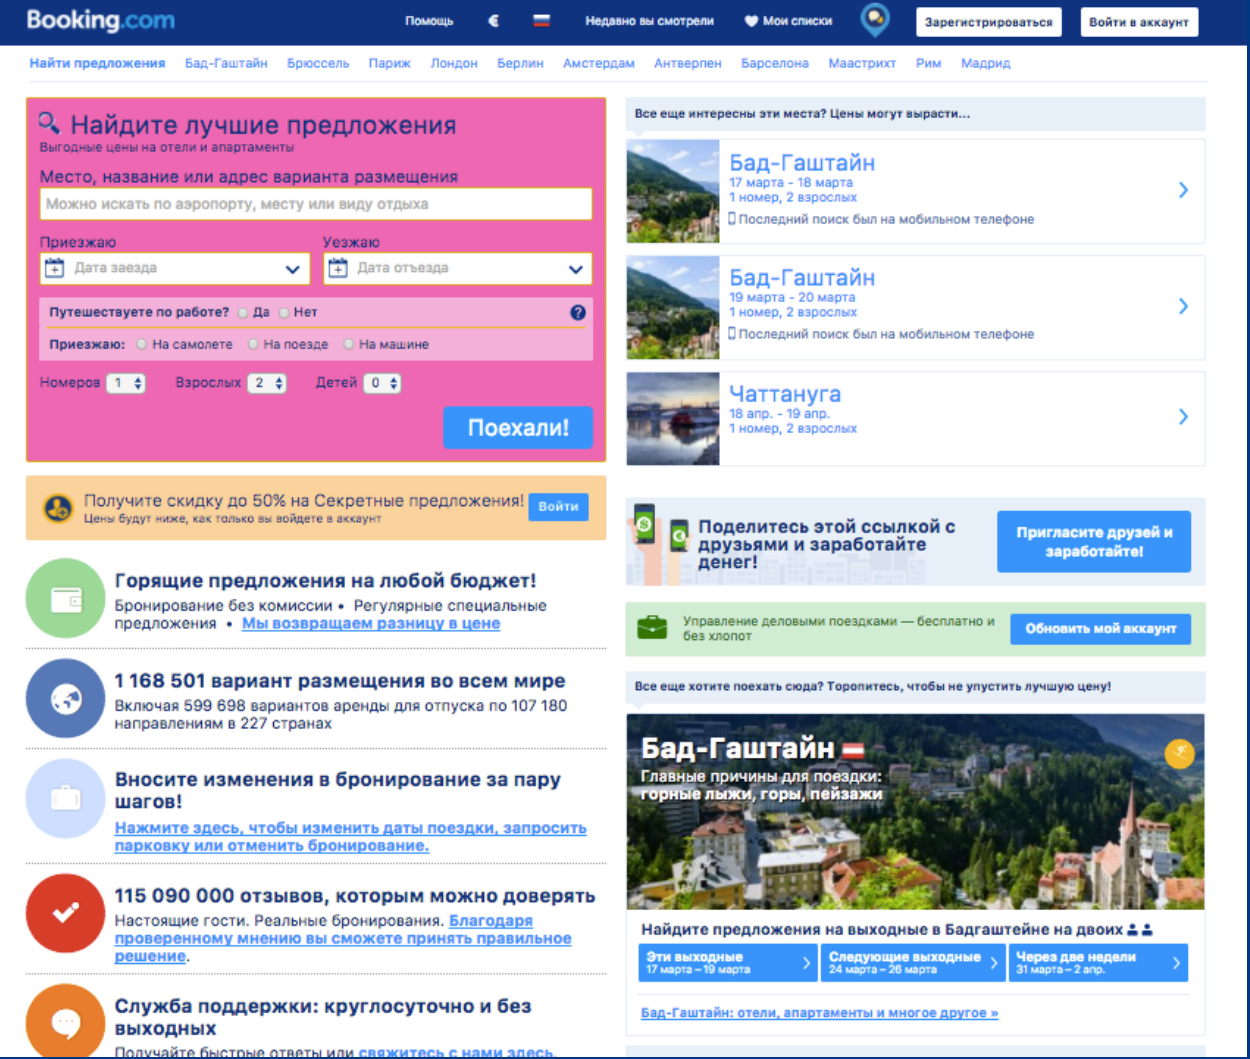 Booking.com
Помощь € Недавно вы смотрели Мои списки Зарегистрироваться Войти в аккаунт
Найти предложения Бад-Гаштайн Брюссель Париж Лондон Берлин Амстердам Антверпен Барселона Маастрихт Рим Мадрид
Найдите лучшие предложения
Выгодные цены на отели и апартаменты
Место, название или адрес варианта размещения
Можно искать по аэропорту, месту или виду отдыха
Приезжаю Уезжаю
Дата заезда Дата отъезда
Путешествуете по работе? Да Нет ?
Приезжаю: На самолете На поезде На машине
Номеров 1 Взрослых 2 Детей 0
Поехали!
Получите скидку до 50% на Секретные предложения!
Цены будут ниже, как только вы войдете в аккаунт
Войти
Горящие предложения на любой бюджет!
Бронирование без комиссии • Регулярные специальные
предложения • Мы возвращаем разницу в цене
1 168 501 вариант размещения во всем мире
Включая 599 698 вариантов аренды для отпуска по 107 180
направлениям в 227 странах
Вносите изменения в бронирование за пару
шагов!
Нажмите здесь, чтобы изменить даты поездки, запросить
парковку или отменить бронирование.
115 090 000 отзывов, которым можно доверять
Настоящие гости. Реальные бронирования. Благодаря
проверенному мнению вы сможете принять правильное
решение.
Служба поддержки: круглосуточно и без
выходных
Получайте быстрые ответы или свяжитесь с нами здесь.
Все еще интересны эти места? Цены могут вырасти...
Бад-Гаштайн
17 марта - 18 марта
1 номер, 2 взрослых
Последний поиск был на мобильном телефоне
Бад-Гаштайн
19 марта - 20 марта
1 номер, 2 взрослых
Последний поиск был на мобильном телефоне
Чаттануга
18 апр. - 19 апр.
1 номер, 2 взрослых
Поделитесь этой ссылкой с
друзьями и заработайте
денег!
Пригласите друзей и
заработайте!
Управление деловыми поездками — бесплатно и
без хлопот
Обновить мой аккаунт
Все еще хотите поехать сюда? Торопитесь, чтобы не упустить лучшую цену!
Бад-Гаштайн
Главные причины для поездки:
горные лыжи, горы, пейзажи
Найдите предложения на выходные в Бадгаштейне на двоих
Эти выходные
17 марта – 19 марта
Следующие выходные
24 марта – 26 марта
Через две недели
31 марта – 2 апр.
Бад-Гаштайн: отели, апартаменты и многое другое »